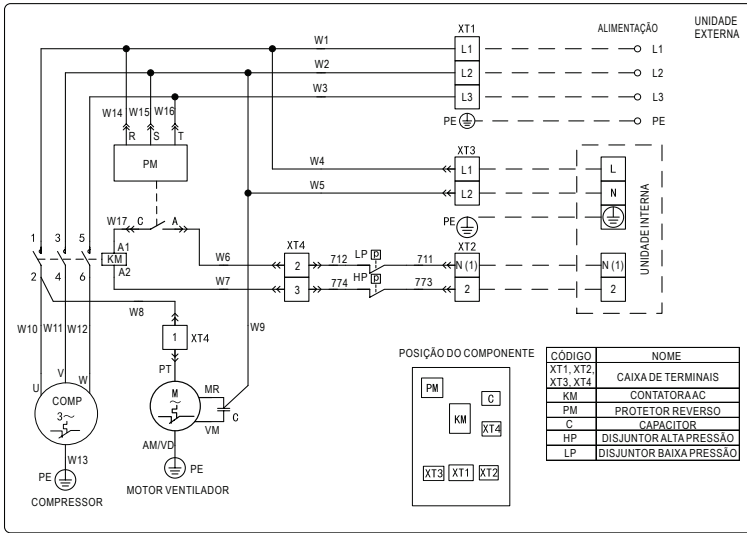 XT1
ALIMENTAÇÃO
UNIDADE
EXTERNA
W1
L1
L1
W2
L2
L2
W3
L3
L3
PE
PE
W14
W15
W16
R
S
T
PM
XT3
W4
L1
L
W5
L2
N
PE
UNIDADE INTERNA
W17
C
A
1
3
5
A1
KM
A2
2
4
6
W6
XT4
2
712
LP
P
711
XT2
N (1)
N (1)
W7
3
774
HP
P
773
2
2
W8
W9
W10
W11
W12
1
XT4
PT
U
V
W
COMP
3~
M
~
MR
VM
C
W13
PE
COMPRESSOR
AM/VD
PE
MOTOR VENTILADOR
POSIÇÃO DO COMPONENTE
PM
C
KM
XT4
XT3
XT1
XT2
CÓDIGO NOME
XT1, XT2,
XT3, XT4 CAIXA DE TERMINAIS
KM CONTATORA AC
PM PROTETOR REVERSO
C CAPACITOR
HP DISJUNTOR ALTA PRESSÃO
LP DISJUNTOR BAIXA PRESSÃO